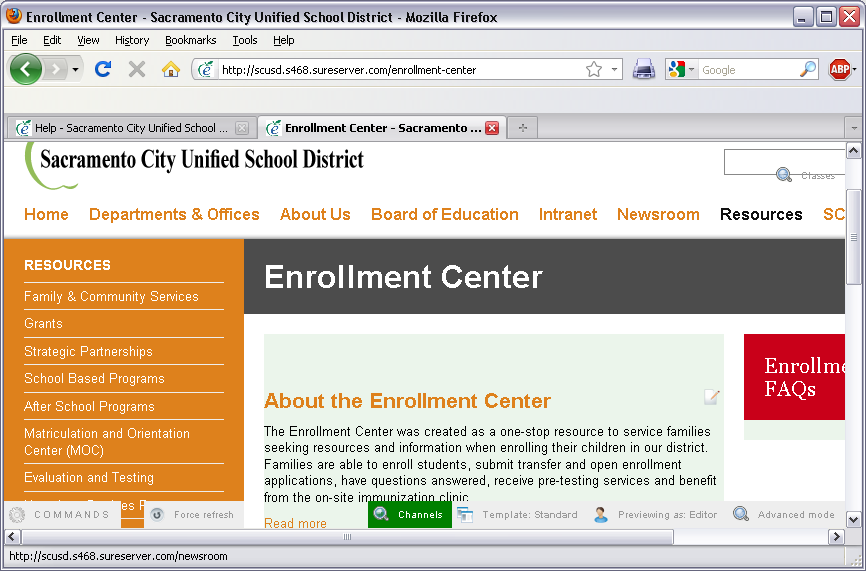 Enrollment Center - Sacramento City Unified School District - Mozilla Firefox
File Edit View History Bookmarks Tools Help
http://scusd.s468.sureserver.com/enrollment-center
Google
ABP
Help - Sacramento City Unified School ...
Enrollment Center - Sacramento ...
Sacramento City Unified School District
Classes
Home Departments & Offices About Us Board of Education Intranet Newsroom Resources SC
RESOURCES
Family & Community Services
Grants
Strategic Partnerships
School Based Programs
After School Programs
Matriculation and Orientation
Center (MOC)
Evaluation and Testing
Enrollment Center
About the Enrollment Center
The Enrollment Center was created as a one-stop resource to service families
seeking resources and information when enrolling their children in our district.
Families are able to enroll students, submit transfer and open enrollment
applications, have questions answered, receive pre-testing services and benefit
from the on-site immunization clinic
Read more
Enrollme
FAQs
COMMANDS Force refresh Channels Template: Standard Previewing as: Editor Advanced mode
http://scusd.s468.sureserver.com/newsroom